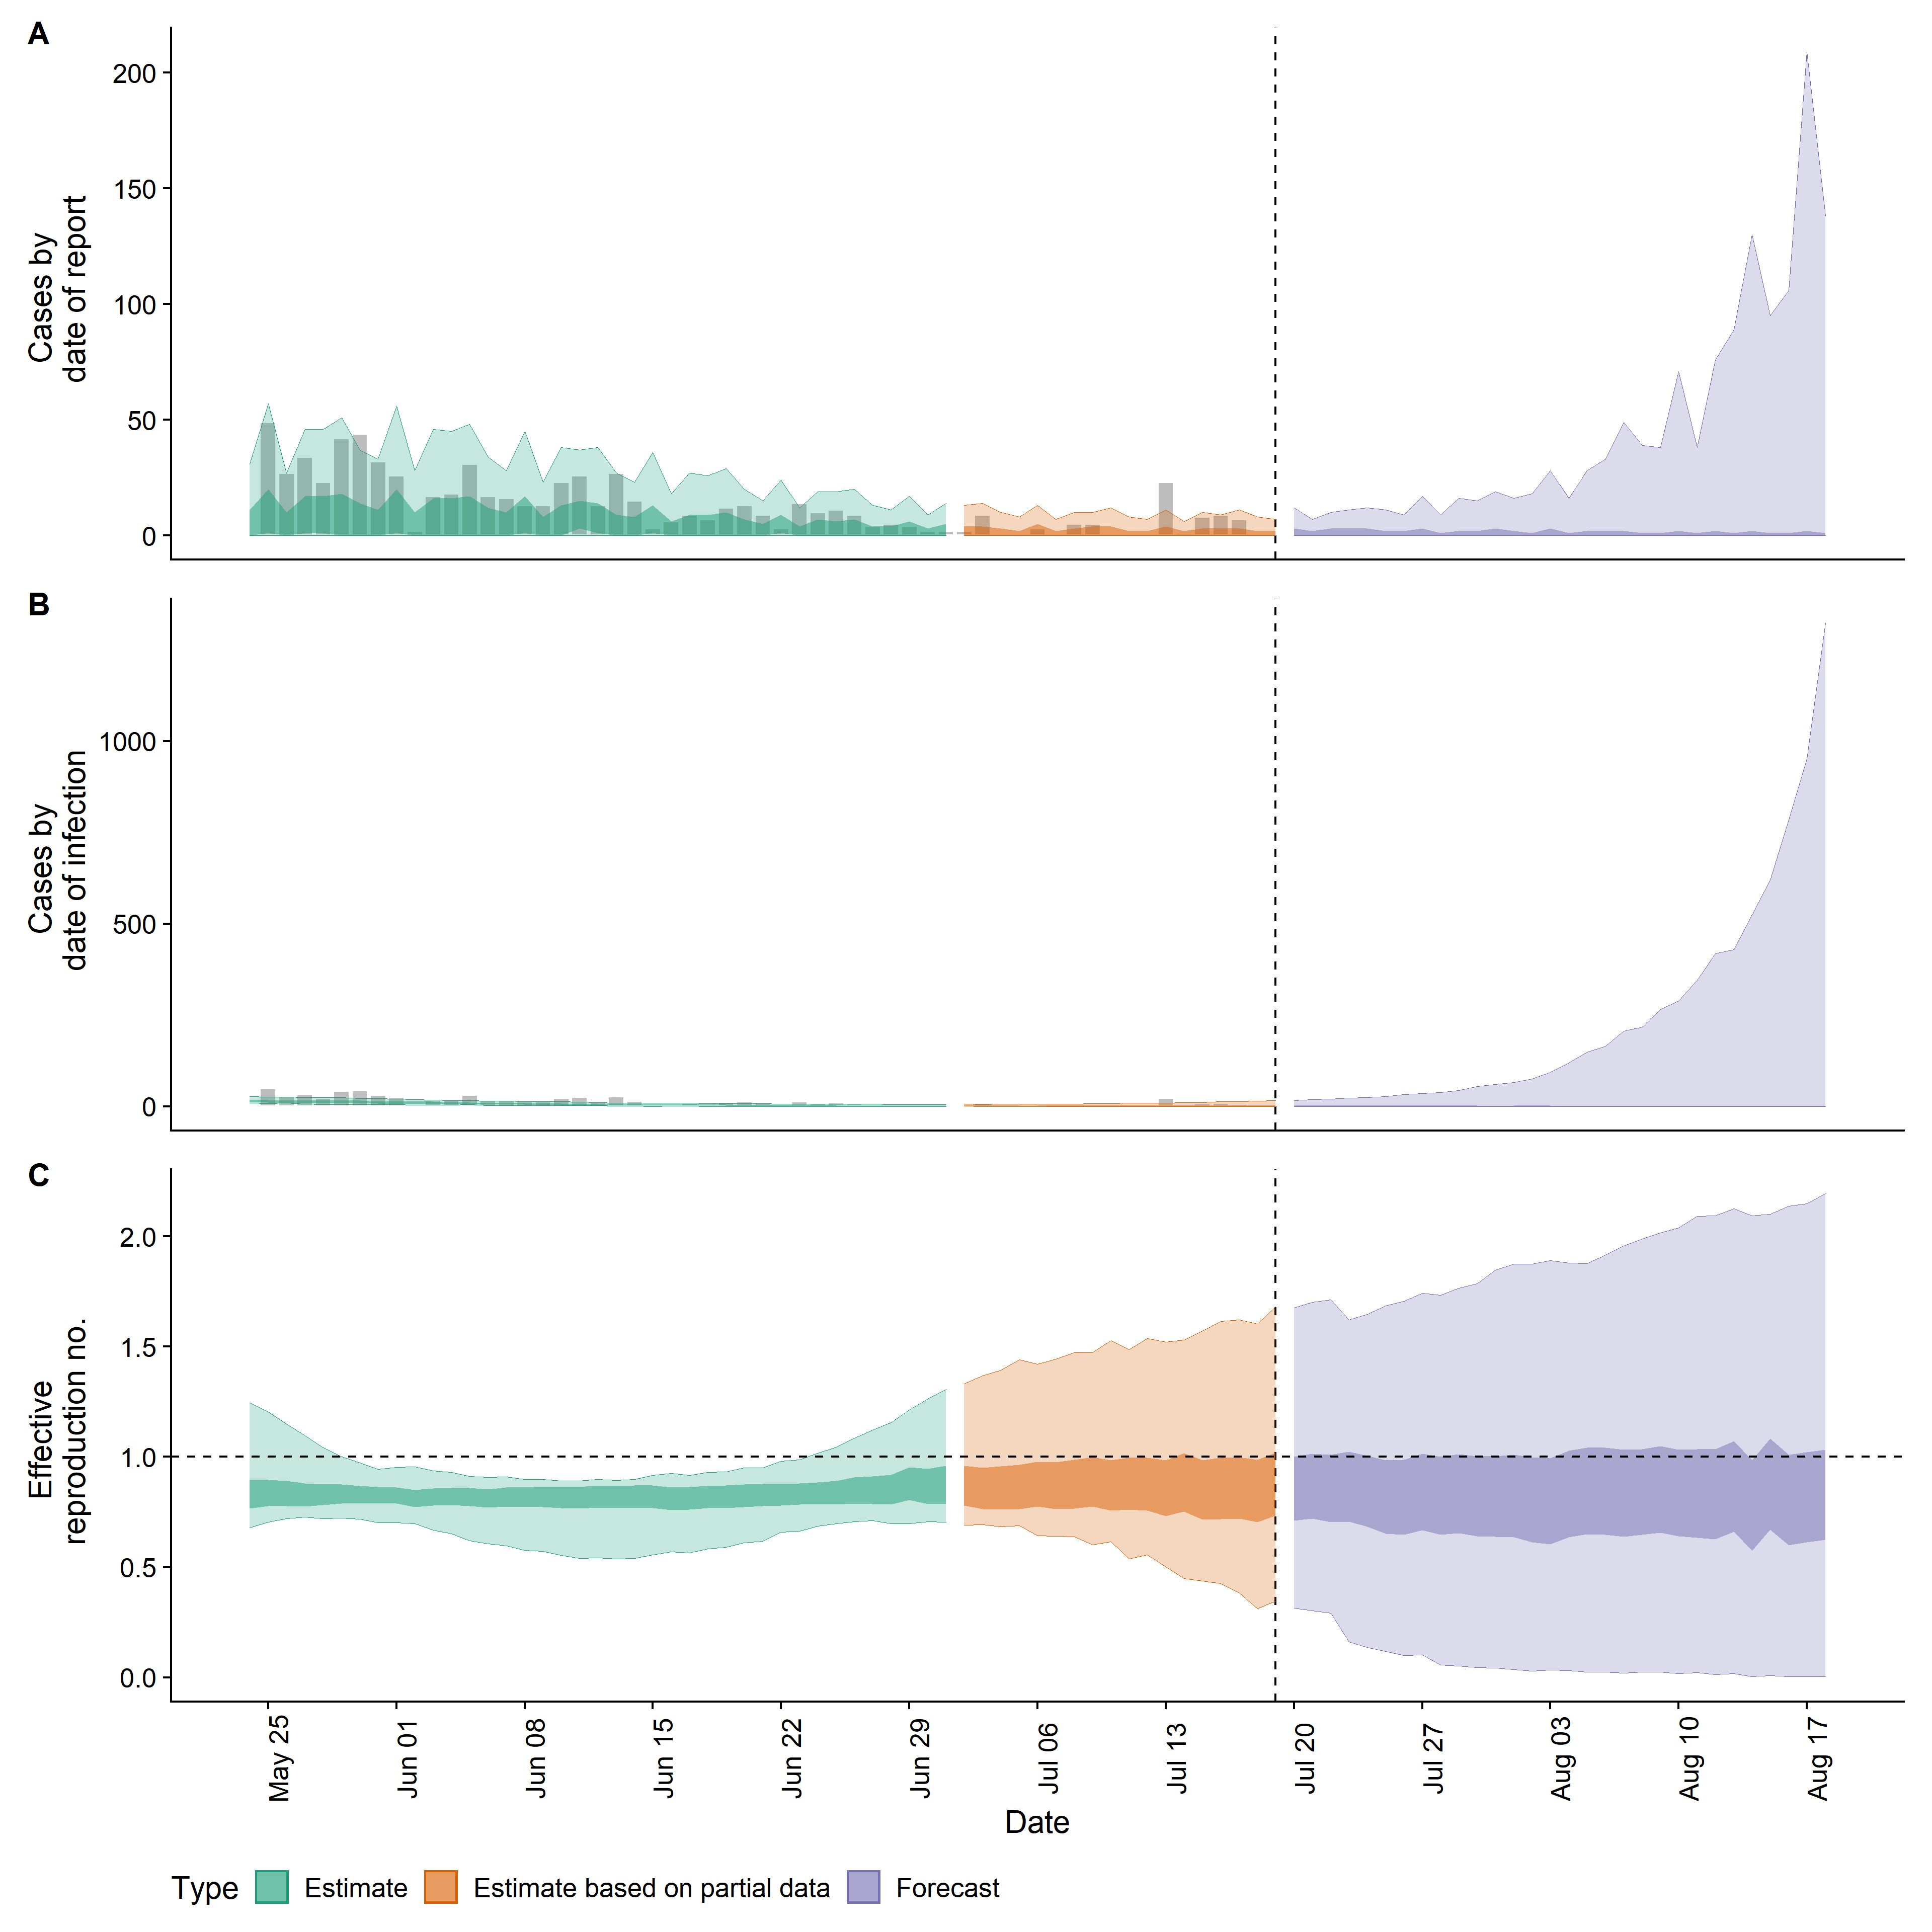 A
200
150
100
50
0
Cases by
date of report
B
1000
500
0
Cases by
date of infection
C
2.0
1.5
1.0
0.5
0.0
Effective
reproduction no.
May 25
Jun 01
Jun 08
Jun 15
Jun 22
Jun 29
Jul 06
Jul 13
Jul 20
Jul 27
Aug 03
Aug 10
Aug 17
Date
Type Estimate Estimate based on partial data Forecast